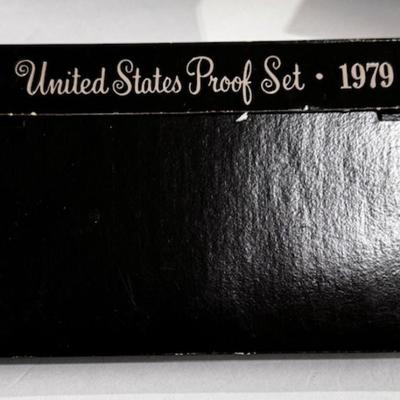 United States Proof Set · 1979